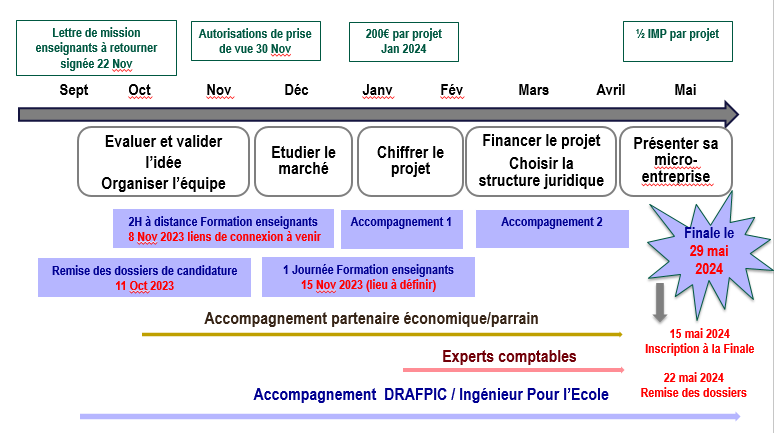 Lettre de mission
enseignants à retourner
signée 22 Nov
Autorisations de prise
de vue 30 Nov
200€ par projet
Jan 2024
½ IMP par projet
Sept Oct Nov Déc Janv Fév Mars Avril Mai
Evaluer et valider
l’idée
Organiser l’équipe
Etudier le
marché
Chiffrer le
projet
Financer le projet
Choisir la
structure juridique
Présenter sa
micro-
entreprise
2H à distance Formation enseignants
8 Nov 2023 liens de connexion à venir
Accompagnement 1
Accompagnement 2
Finale le
29 mai
2024
Remise des dossiers de candidature
11 Oct 2023
1 Journée Formation enseignants
15 Nov 2023 (lieu à définir)
Accompagnement partenaire économique/parrain
15 mai 2024
Inscription à la Finale
Experts comptables
22 mai 2024
Remise des dossiers
Accompagnement DRAFPIC / Ingénieur Pour l’Ecole